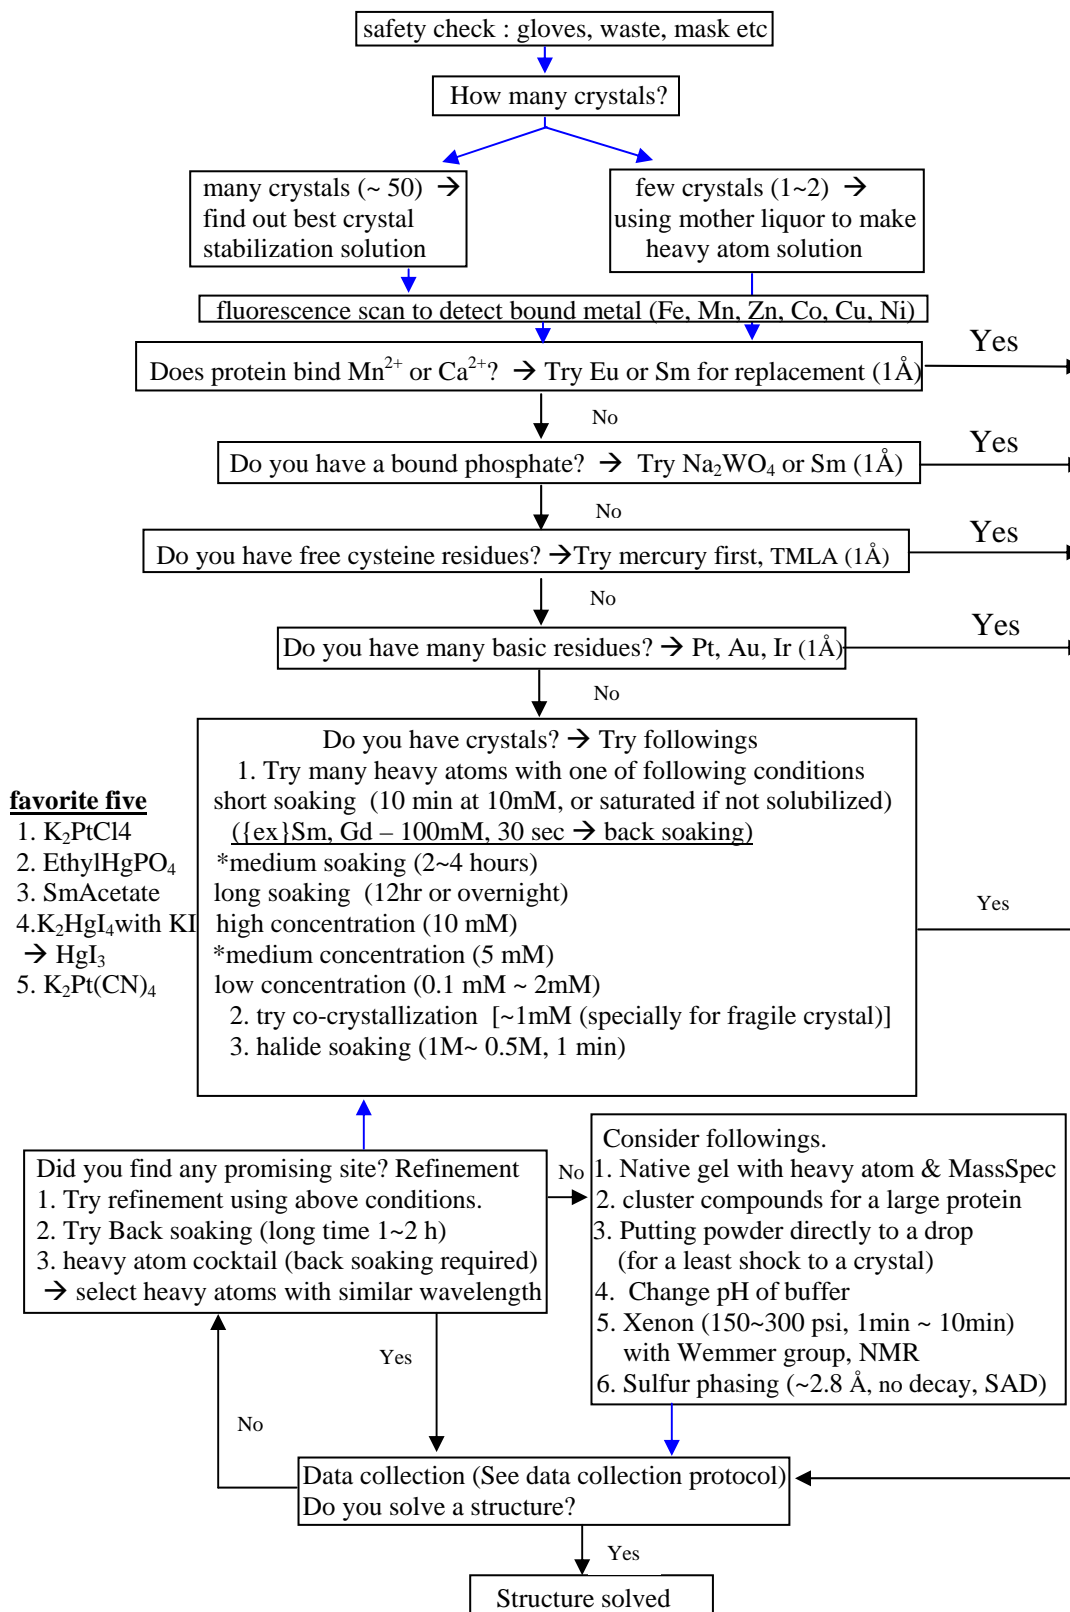 safety check : gloves, waste, mask etc
How many crystals?
many crystals (~ 50) →
find out best crystal
stabilization solution
few crystals (1~2) →
using mother liquor to make
heavy atom solution
fluorescence scan to detect bound metal (Fe, Mn, Zn, Co, Cu, Ni)
Yes
Does protein bind Mn²⁺ or Ca²⁺? → Try Eu or Sm for replacement (1Å)
No
Yes
Do you have a bound phosphate? → Try Na₂WO₄ or Sm (1Å)
No
Yes
Do you have free cysteine residues? →Try mercury first, TMLA (1Å)
No
Yes
Do you have many basic residues? → Pt, Au, Ir (1Å)
No
Do you have crystals? → Try followings
1. Try many heavy atoms with one of following conditions
short soaking (10 min at 10mM, or saturated if not solubilized)
({ex}Sm, Gd – 100mM, 30 sec → back soaking)
*medium soaking (2~4 hours)
long soaking (12hr or overnight)
high concentration (10 mM)
*medium concentration (5 mM)
low concentration (0.1 mM ~ 2mM)
2. try co-crystallization [~1mM (specially for fragile crystal)]
3. halide soaking (1M~ 0.5M, 1 min)
favorite five
1. K₂PtCl4
2. EthylHgPO₄
3. SmAcetate
4.K₂HgI₄with KI
→ HgI₃
5. K₂Pt(CN)₄
Yes
Did you find any promising site? Refinement
1. Try refinement using above conditions.
2. Try Back soaking (long time 1~2 h)
3. heavy atom cocktail (back soaking required)
→ select heavy atoms with similar wavelength
No
Consider followings.
1. Native gel with heavy atom & MassSpec
2. cluster compounds for a large protein
3. Putting powder directly to a drop
(for a least shock to a crystal)
4. Change pH of buffer
5. Xenon (150~300 psi, 1min ~ 10min)
with Wemmer group, NMR
6. Sulfur phasing (~2.8 Å, no decay, SAD)
Yes
No
Data collection (See data collection protocol)
Do you solve a structure?
Yes
Structure solved